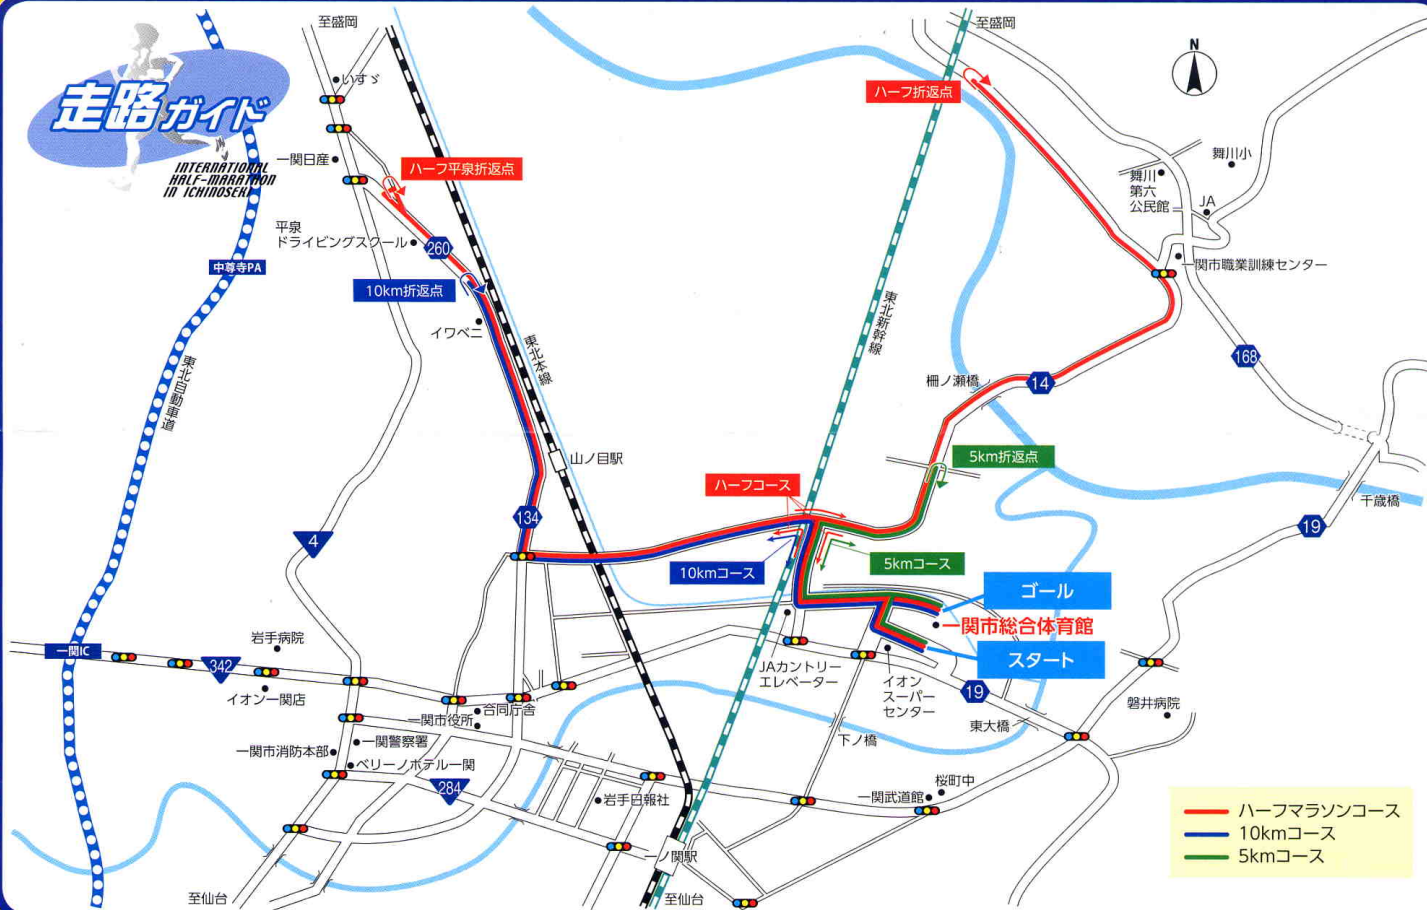 走路ガイド
INTERNATIONAL
HALF-MARATHON
IN ICHINOSEKI
至盛岡
いすゞ
一関日産
ハーフ平泉折返点
平泉
ドライビングスクール
260
10km折返点
イワベニ
中尊寺PA
東北自動車道
東北本線
山ノ目駅
134
4
至盛岡
ハーフ折返点
N
舞川小
舞川
第六
公民館
JA
一関市職業訓練センター
東北新幹線
168
柵ノ瀬橋
14
5km折返点
千歳橋
19
ハーフコース
10kmコース
5kmコース
ゴール
一関市総合体育館
スタート
一関IC
岩手病院
342
イオン一関店
JAカントリー
エレベーター
イオン
スーパー
センター
19
東大橋
磐井病院
合同庁舎
一関市役所
一関警察署
一関市消防本部
ベリーノホテル一関
284
岩手日報社
下ノ橋
一関武道館
桜町中
一ノ関駅
至仙台
至仙台
ハーフマラソンコース
10kmコース
5kmコース